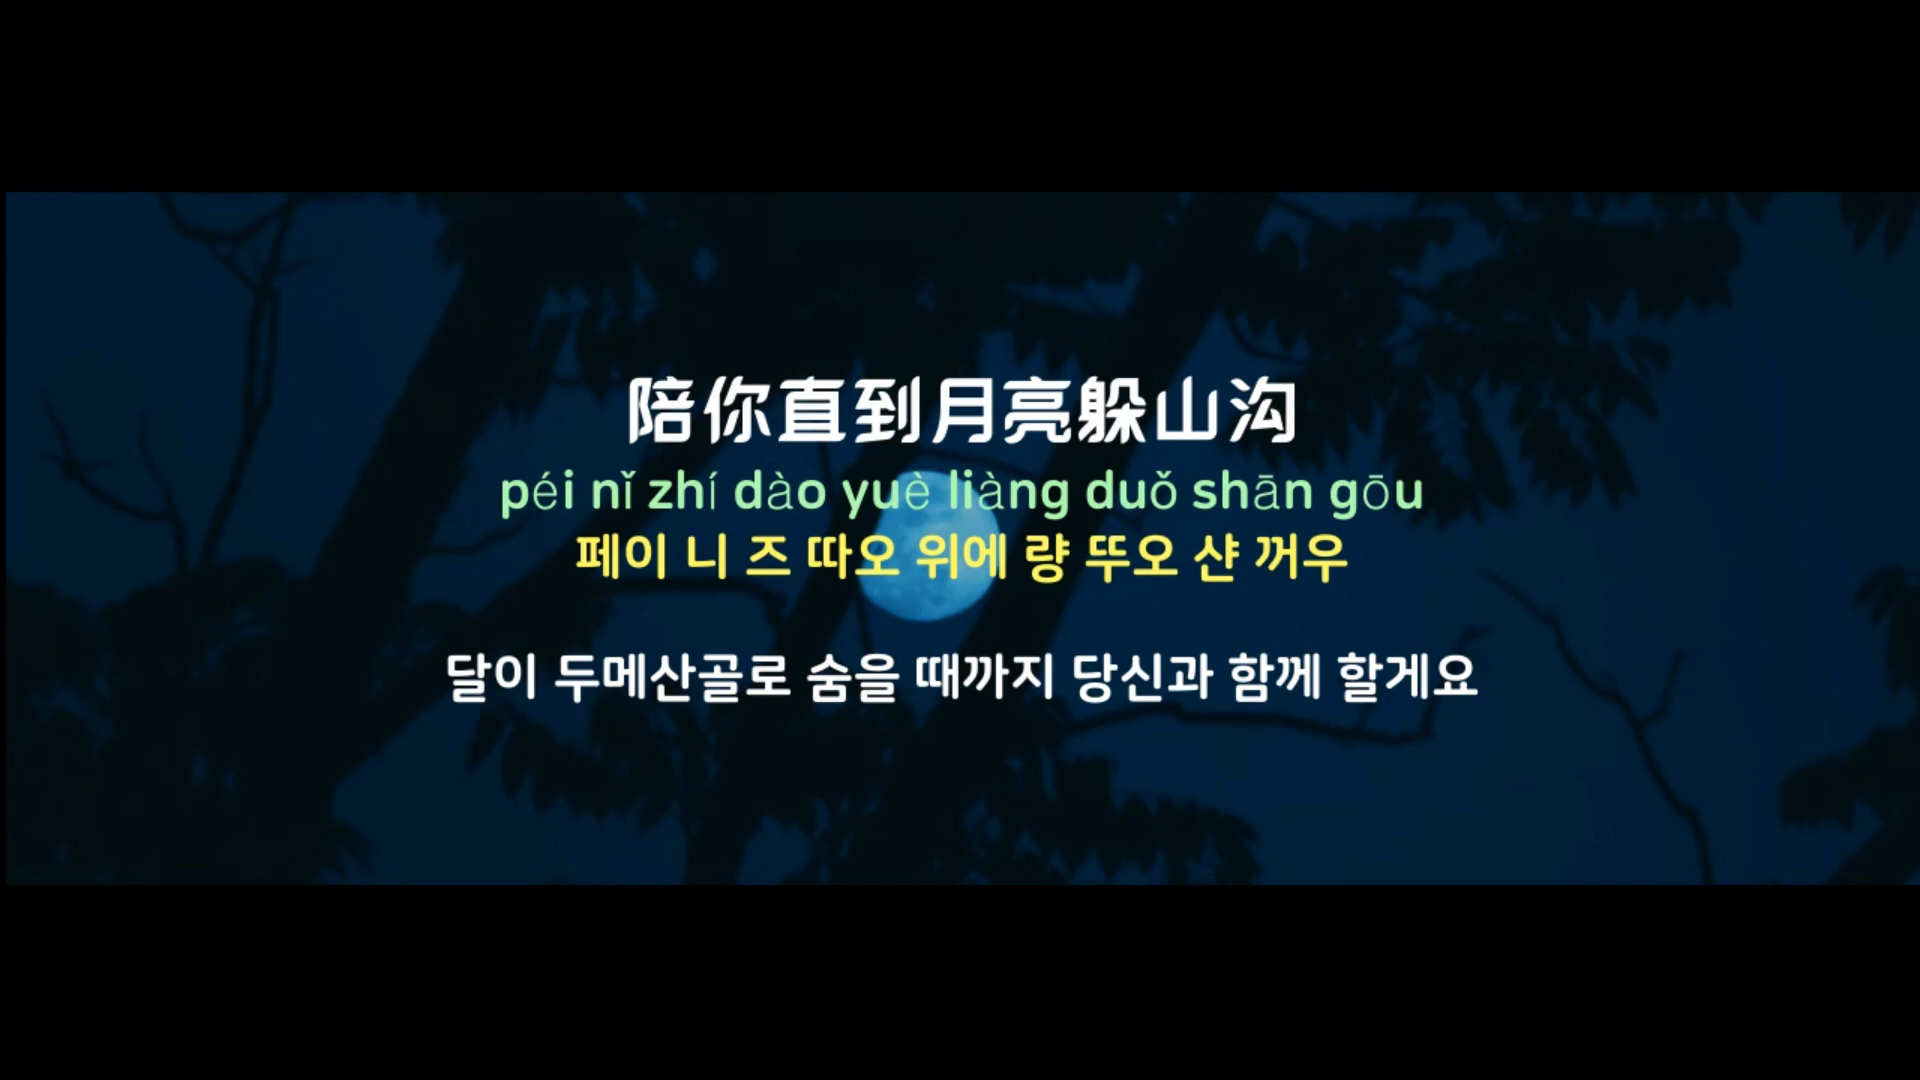 陪你直到月亮躲山沟
péi nǐ zhí dào yuè liàng duǒ shān gōu
페이 니 즈 따오 위에 량 뚜오 샨 꺼우
달이 두메산골로 숨을 때까지 당신과 함께 할게요